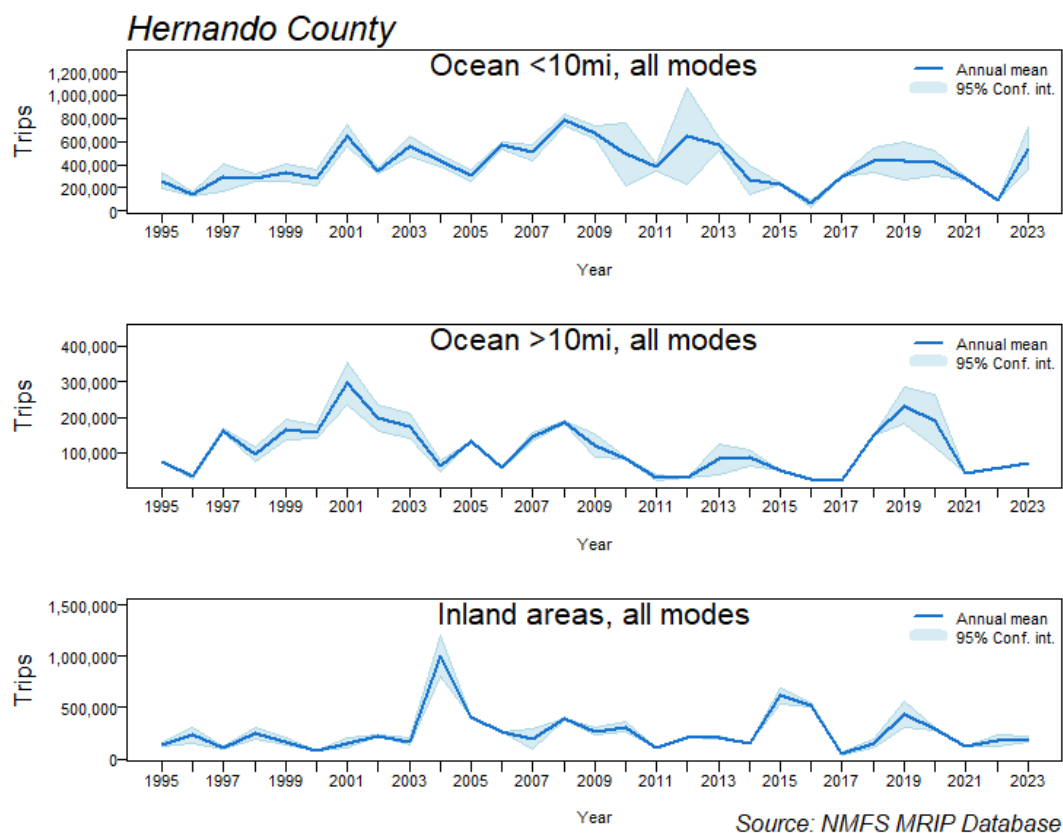 Hernando County
Ocean <10mi, all modes
Annual mean
95% Conf. int.
Trips
1,200,000
1,000,000
800,000
600,000
400,000
200,000
0
1995 1997 1999 2001 2003 2005 2007 2009 2011 2013 2015 2017 2019 2021 2023
Year
Ocean >10mi, all modes
Annual mean
95% Conf. int.
Trips
400,000
300,000
200,000
100,000
1995 1997 1999 2001 2003 2005 2007 2009 2011 2013 2015 2017 2019 2021 2023
Year
Inland areas, all modes
Annual mean
95% Conf. int.
Trips
1,500,000
1,000,000
500,000
0
1995 1997 1999 2001 2003 2005 2007 2009 2011 2013 2015 2017 2019 2021 2023
Year
Source: NMFS MRIP Database